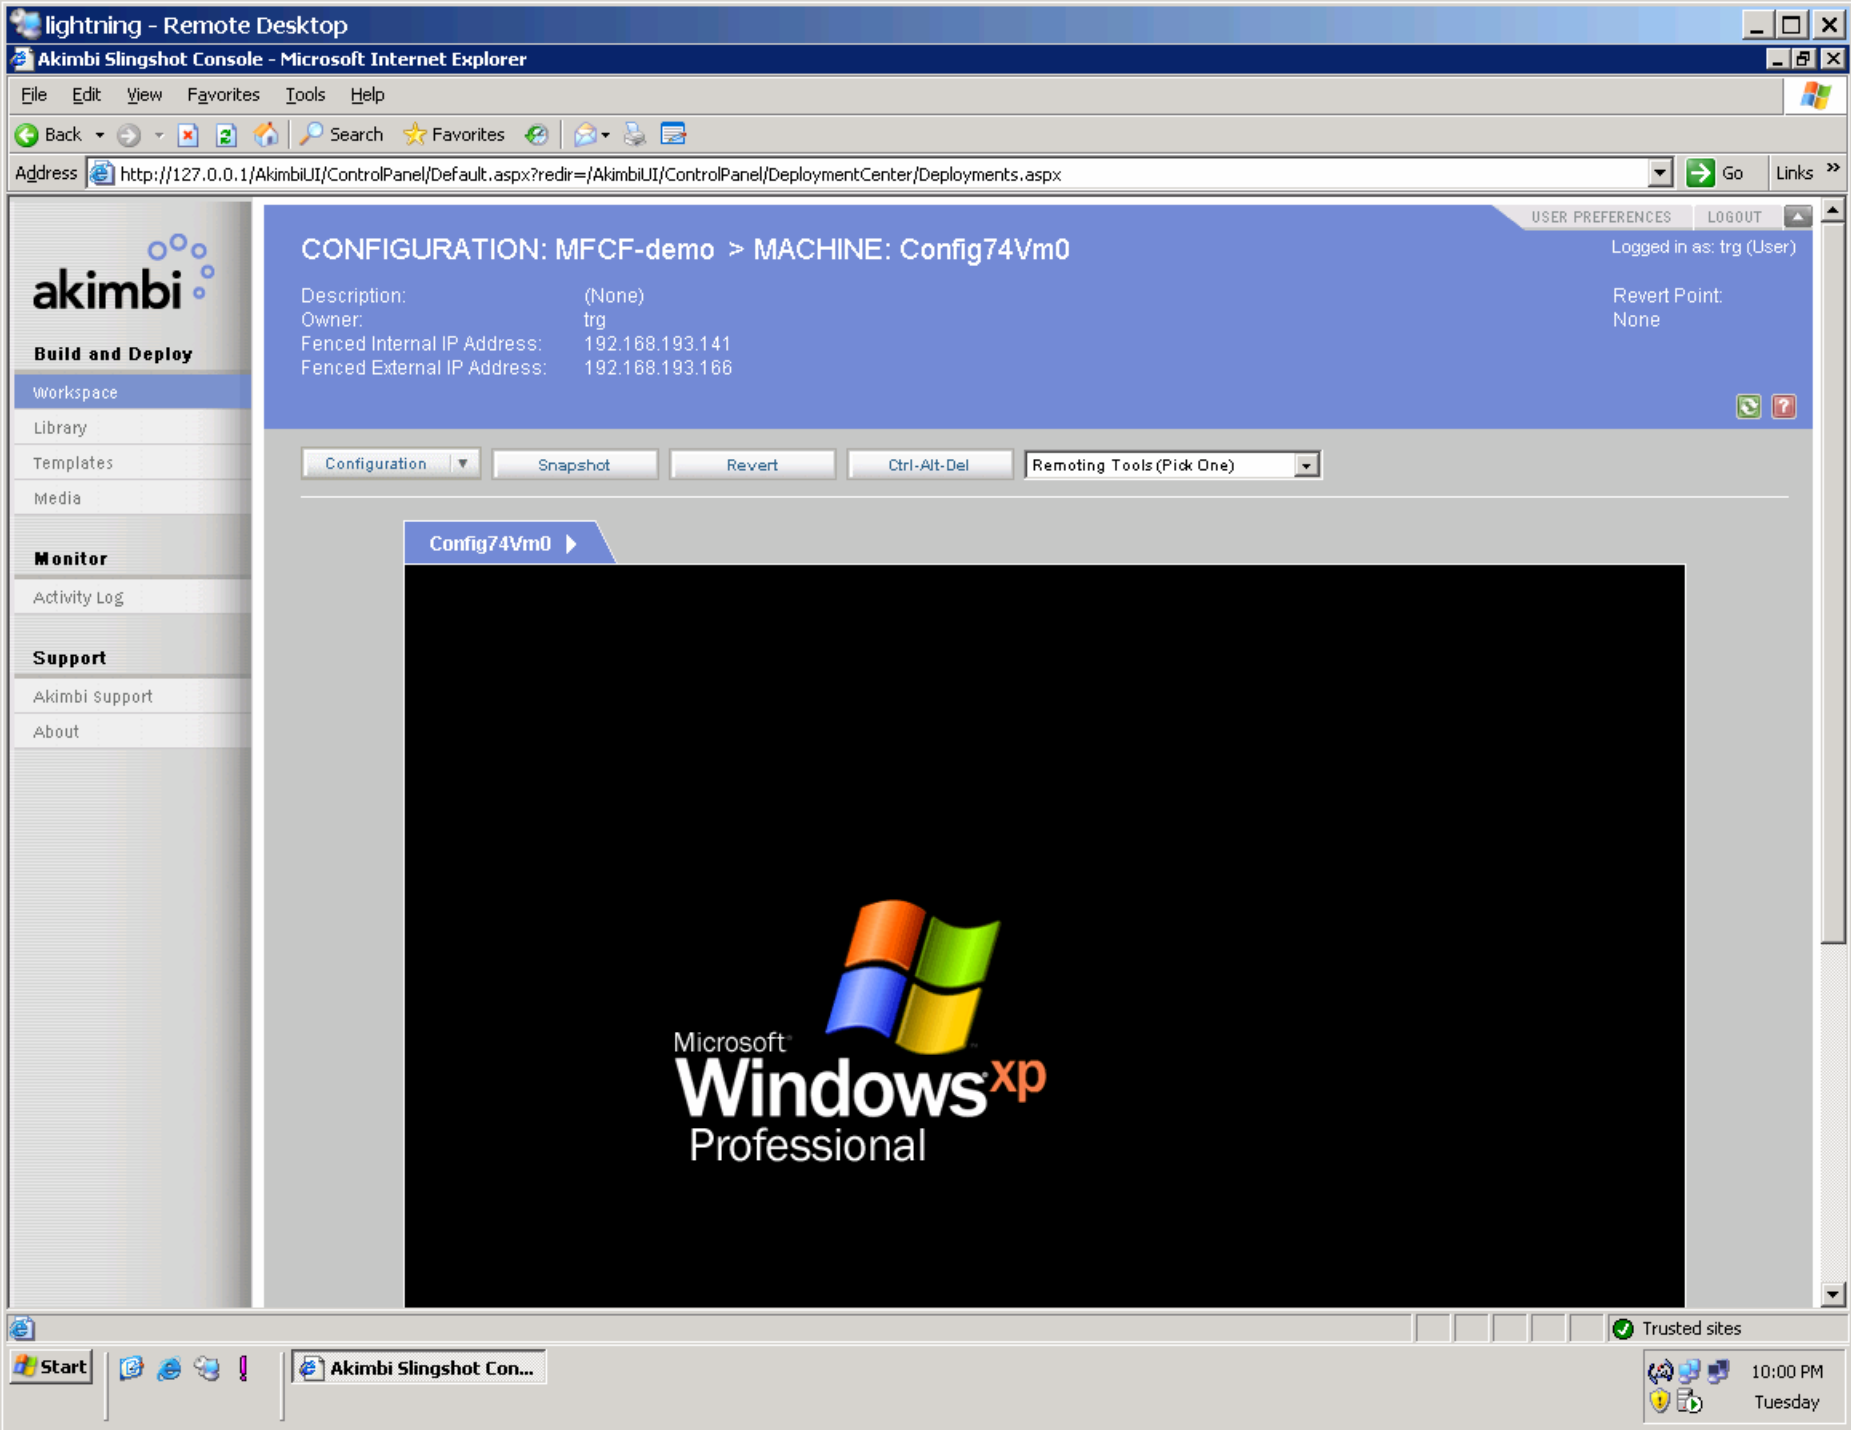 lightning - Remote Desktop
Akimbi Slingshot Console - Microsoft Internet Explorer
File Edit View Favorites Tools Help
Back Search Favorites
Address http://127.0.0.1/AkimbiUI/ControlPanel/Default.aspx?redir=/AkimbiUI/ControlPanel/DeploymentCenter/Deployments.aspx Go Links »
USER PREFERENCES LOGOUT
akimbi
CONFIGURATION: MFCF-demo > MACHINE: Config74Vm0
Logged in as: trg (User)
Description: (None)
Owner: trg
Fenced Internal IP Address: 192.168.193.141
Fenced External IP Address: 192.168.193.166
Revert Point:
None
Build and Deploy
Workspace
Library
Templates
Media
Monitor
Activity Log
Support
Akimbi Support
About
Configuration Snapshot Revert Ctrl-Alt-Del Remoting Tools (Pick One)
Config74Vm0
Microsoft
Windows xp
Professional
Trusted sites
Start Akimbi Slingshot Con... 10:00 PM
Tuesday